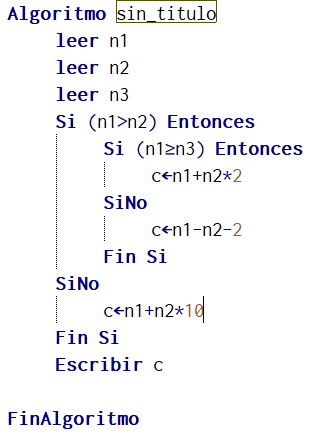 Algoritmo sin_titulo
leer n1
leer n2
leer n3
Si (n1>n2) Entonces
Si (n1≥n3) Entonces
c←n1+n2*2
SiNo
c←n1-n2-2
Fin Si
SiNo
c←n1+n2*10
Fin Si
Escribir c
FinAlgoritmo